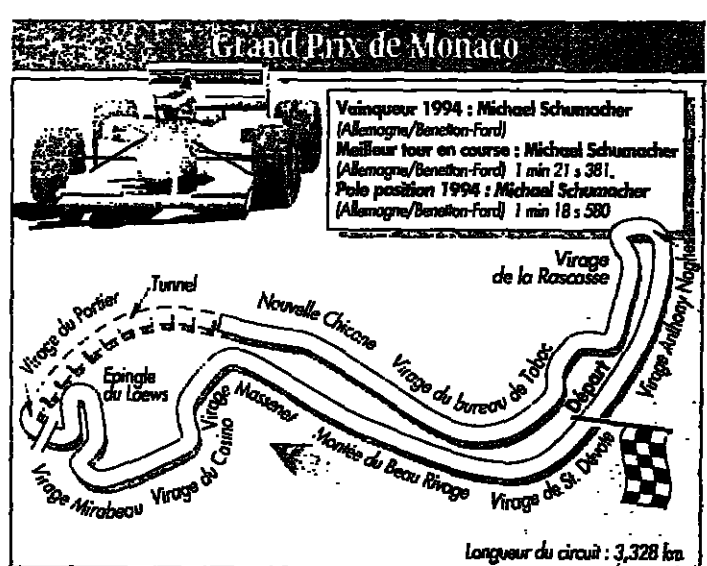 Grand Prix de Monaco
Vainqueur 1994 : Michael Schumacher
(Allemagne/Benetton-Ford)
Meilleur tour en course : Michael Schumacher
(Allemagne/Benetton-Ford) 1 min 21 s 381.
Pole position 1994 : Michael Schumacher
(Allemagne/Benetton-Ford) 1 min 18 s 580
Virage
de la Rascasse
Virage Anthony Noghes
Tunnel
Virage du Portier
Nouvelle Chicane
Virage du bureau de Tabac
Départ
Epingle
du Loews
Virage Massenet
Virage du Casino
Virage Mirabeau
Montée du Beau Rivage
Virage de St. Dévote
Longueur du circuit : 3,328 km.